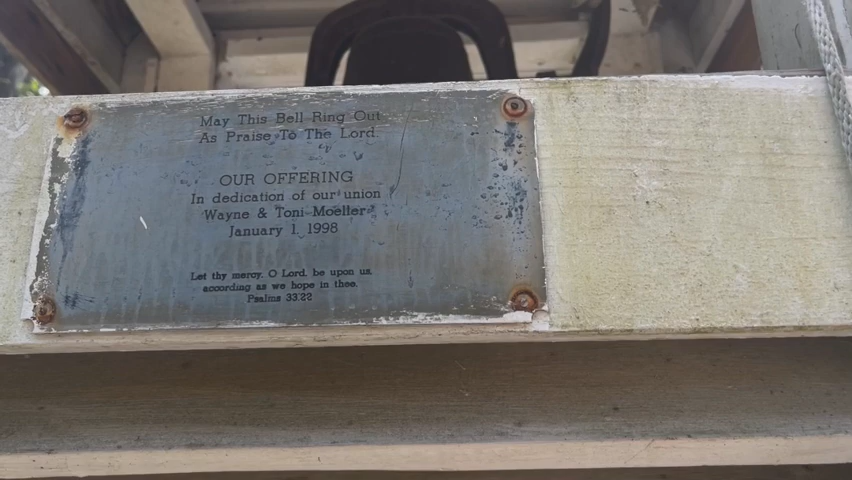 May This Bell Ring Out
As Praise To The Lord
OUR OFFERING
In dedication of our union
Wayne & Toni Moeller
January 1, 1998
Let thy mercy, O Lord, be upon us,
according as we hope in thee.
Psalms 33:22